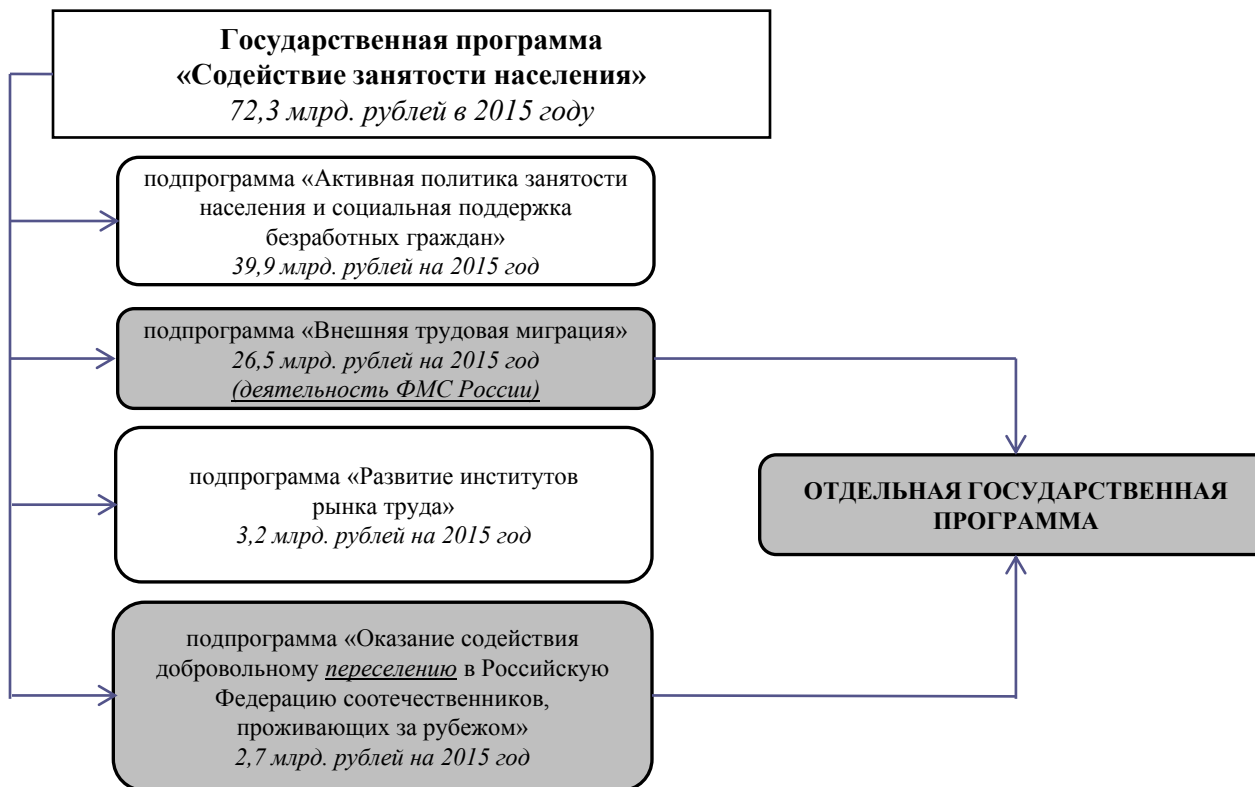 Государственная программа
«Содействие занятости населения»
72,3 млрд. рублей в 2015 году
подпрограмма «Активная политика занятости
населения и социальная поддержка
безработных граждан»
39,9 млрд. рублей на 2015 год
подпрограмма «Внешняя трудовая миграция»
26,5 млрд. рублей на 2015 год
(деятельность ФМС России)
подпрограмма «Развитие институтов
рынка труда»
3,2 млрд. рублей на 2015 год
ОТДЕЛЬНАЯ ГОСУДАРСТВЕННАЯ
ПРОГРАММА
подпрограмма «Оказание содействия
добровольному переселению в Российскую
Федерацию соотечественников,
проживающих за рубежом»
2,7 млрд. рублей на 2015 год